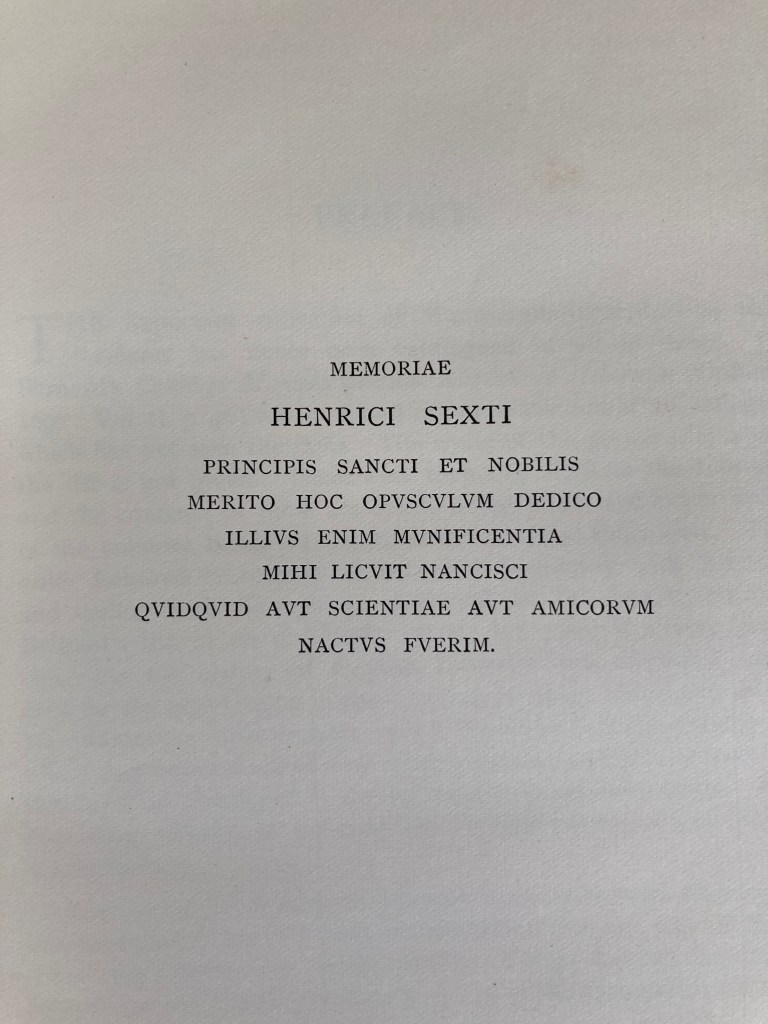 MEMORIAE
HENRICI SEXTI
PRINCIPIS SANCTI ET NOBILIS
MERITO HOC OPVSCVLVM DEDICO
ILLIVS ENIM MVNIFICENTIA
MIHI LICVIT NANCISCI
QVIDQVID AVT SCIENTIAE AVT AMICORVM
NACTVS FVERIM.